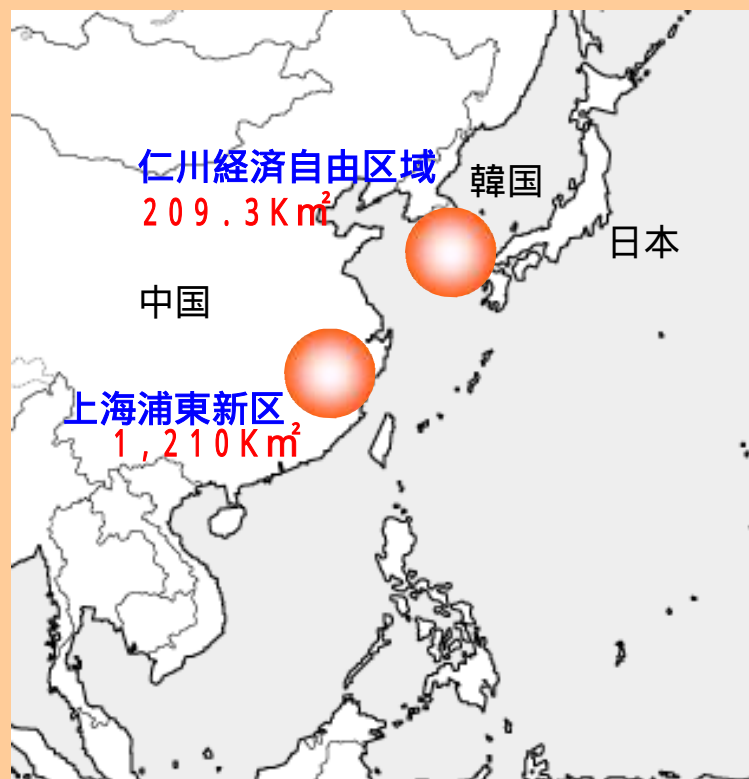 仁川経済自由区域
209.3K㎡
韓国
日本
中国
上海浦東新区
1,210K㎡